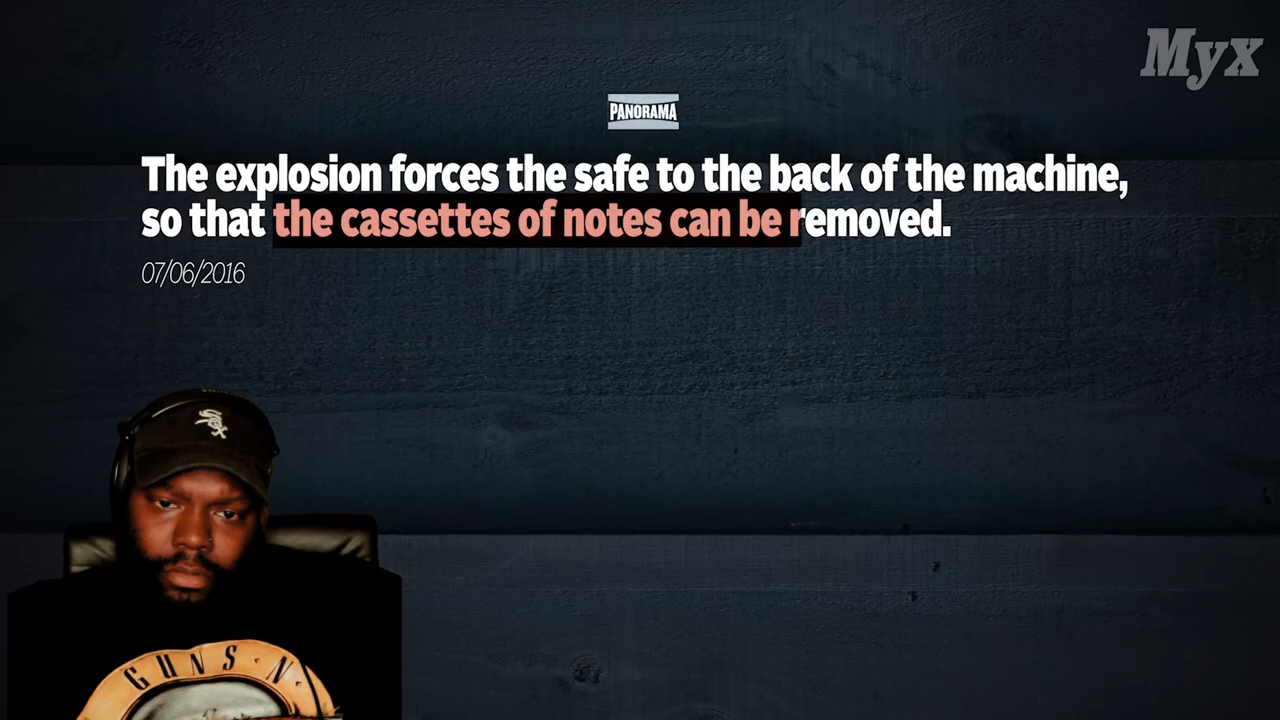 Myx
PANORAMA
The explosion forces the safe to the back of the machine,
so that the cassettes of notes can be removed.
07/06/2016
Sox
GUNS N'